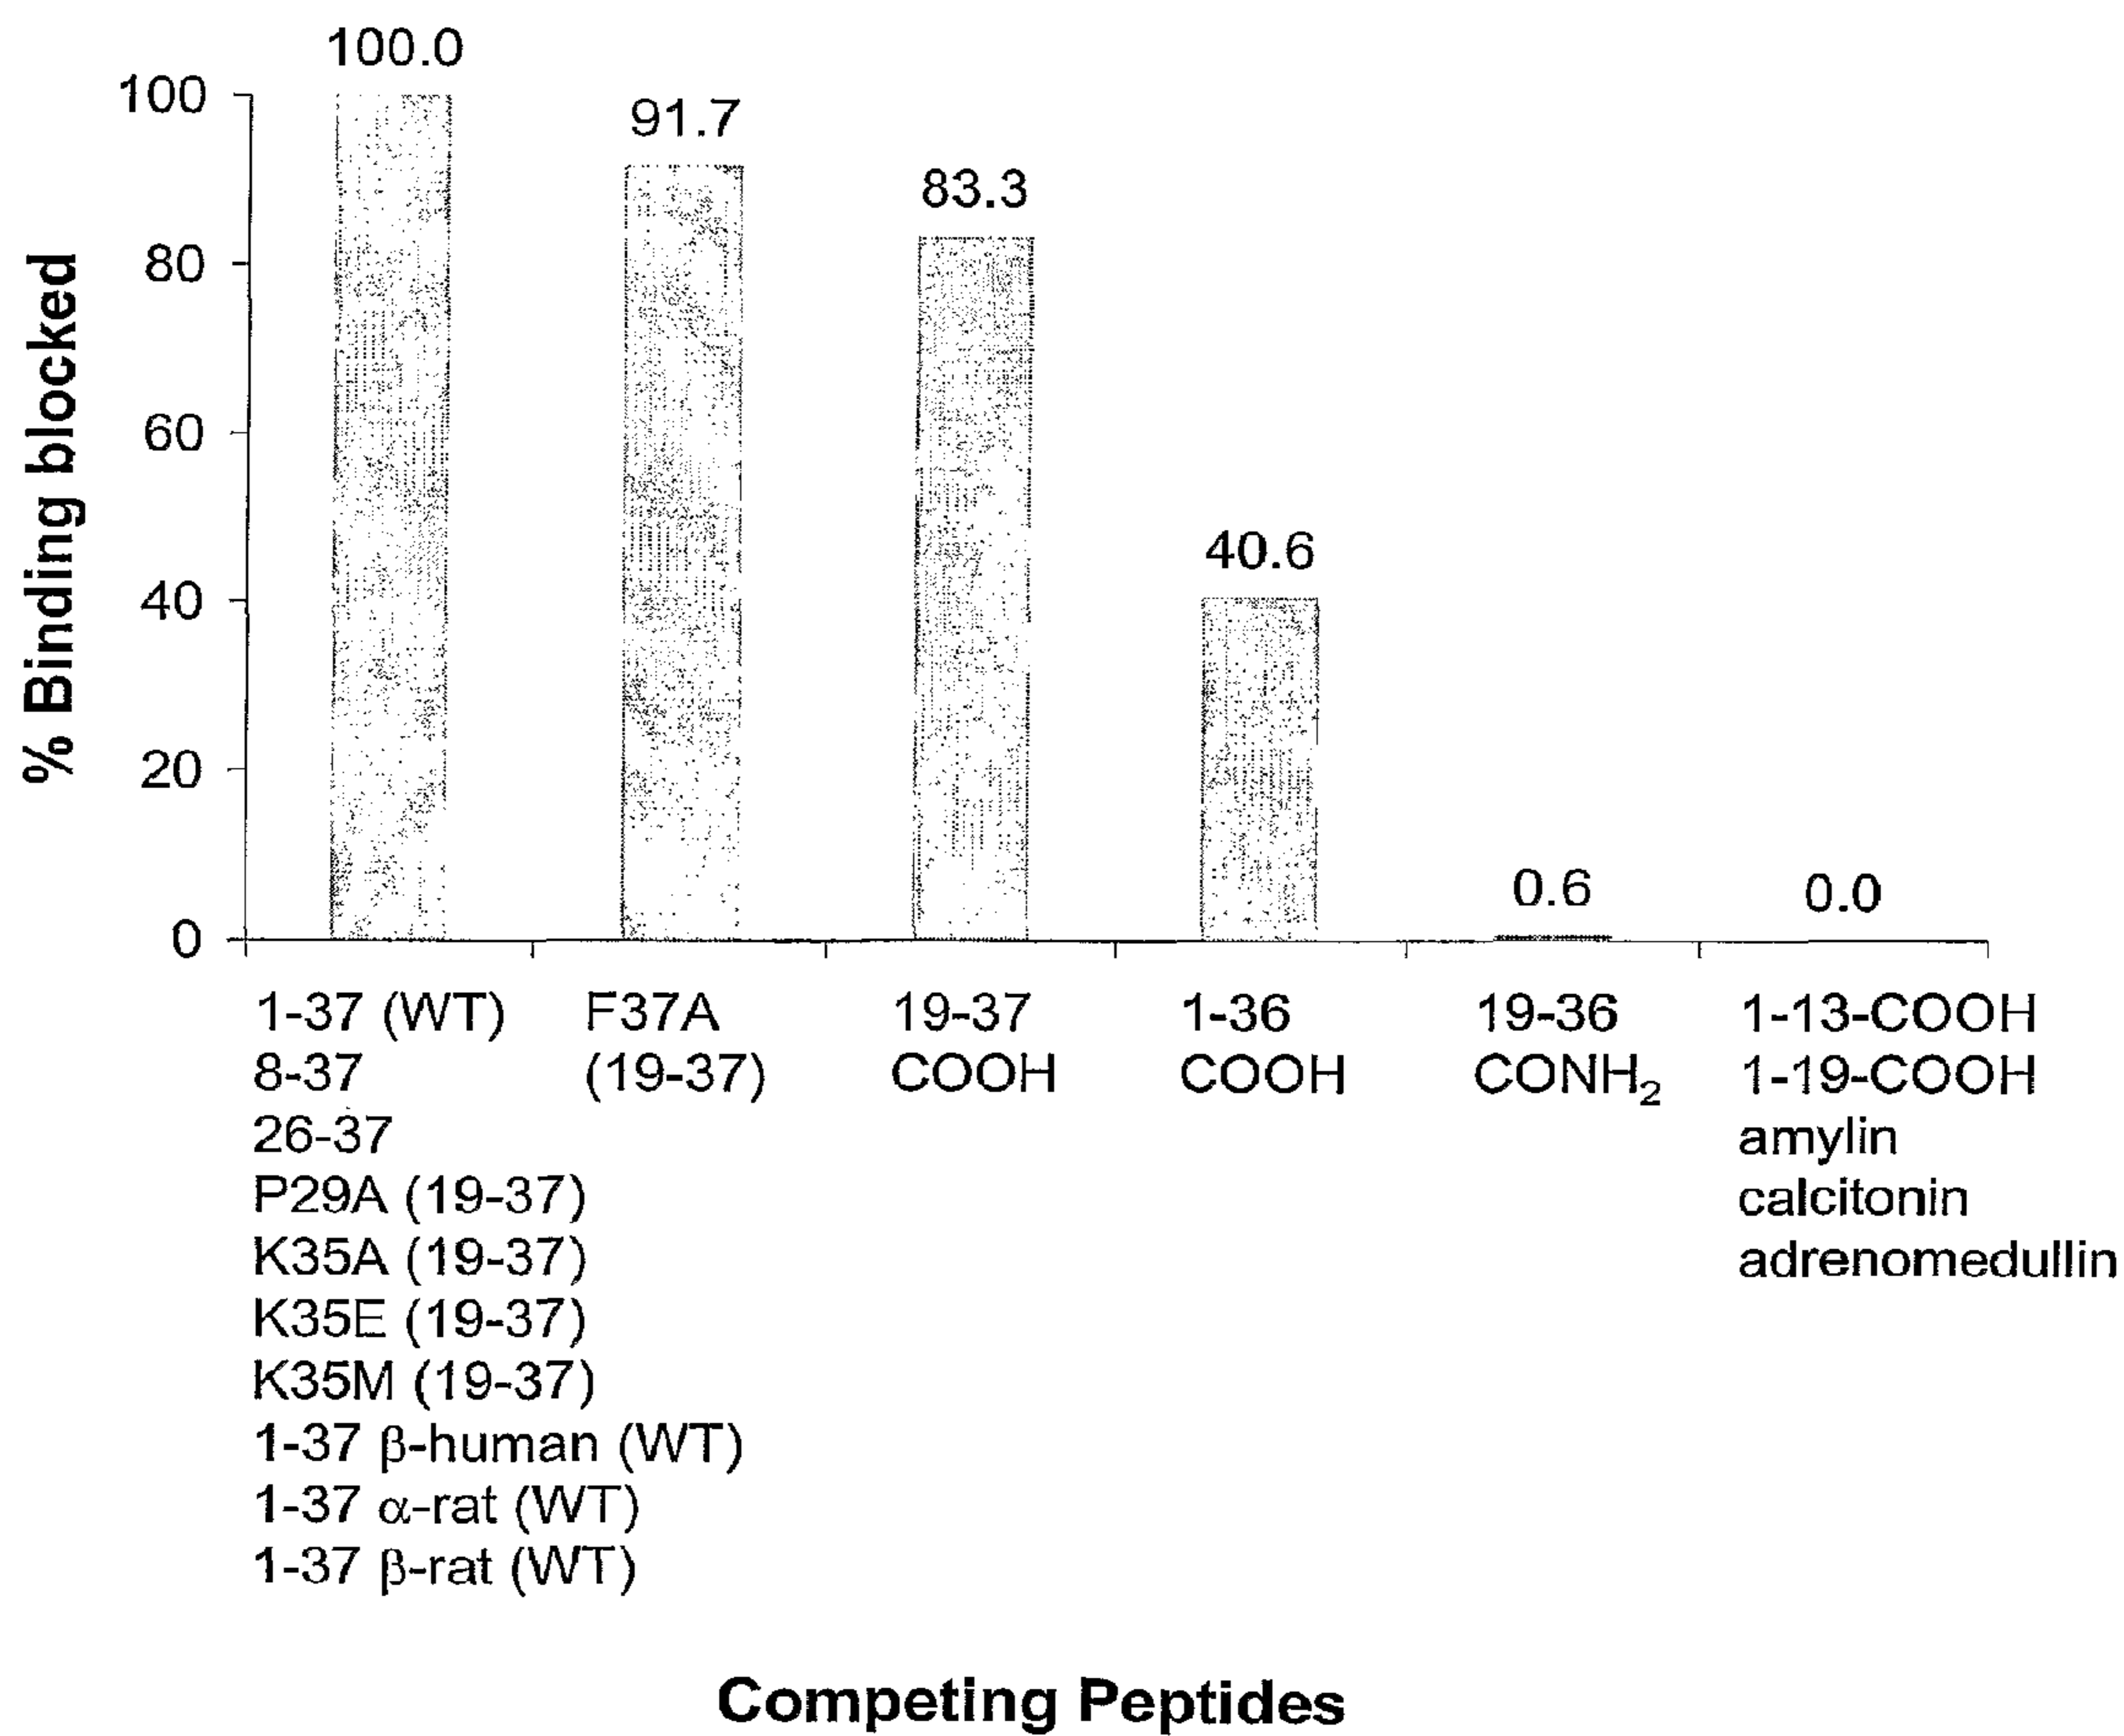 % Binding blocked
100
80
60
40
20
0
100.0
91.7
83.3
40.6
0.6
0.0
1-37 (WT)
8-37
26-37
P29A (19-37)
K35A (19-37)
K35E (19-37)
K35M (19-37)
1-37 β-human (WT)
1-37 α-rat (WT)
1-37 β-rat (WT)
F37A
(19-37)
19-37
COOH
1-36
COOH
19-36
CONH₂
1-13-COOH
1-19-COOH
amylin
calcitonin
adrenomedullin
Competing Peptides